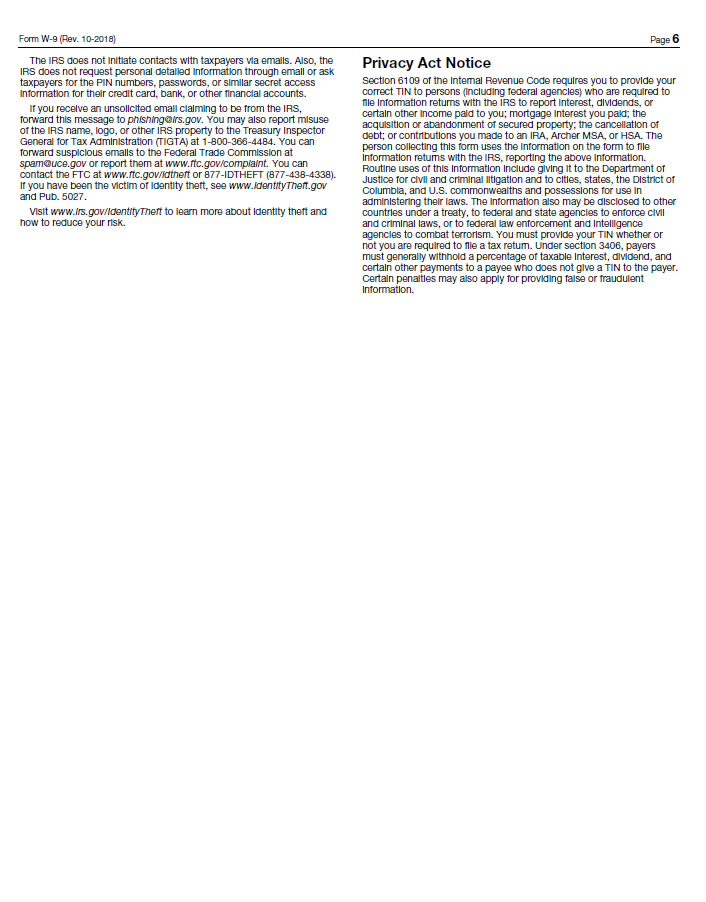 Form W-9 (Rev. 10-2018)
Page 6
The IRS does not initiate contacts with taxpayers via emails. Also, the
IRS does not request personal detailed information through email or ask
taxpayers for the PIN numbers, passwords, or similar secret access
information for their credit card, bank, or other financial accounts.
If you receive an unsolicited email claiming to be from the IRS,
forward this message to phishing@irs.gov. You may also report misuse
of the IRS name, logo, or other IRS property to the Treasury Inspector
General for Tax Administration (TIGTA) at 1-800-366-4484. You can
forward suspicious emails to the Federal Trade Commission at
spam@uce.gov or report them at www.ftc.gov/complaint. You can
contact the FTC at www.ftc.gov/idtheft or 877-IDTHEFT (877-438-4338).
If you have been the victim of identity theft, see www.IdentityTheft.gov
and Pub. 5027.
Visit www.irs.gov/IdentityTheft to learn more about identity theft and
how to reduce your risk.
Privacy Act Notice
Section 6109 of the Internal Revenue Code requires you to provide your
correct TIN to persons (including federal agencies) who are required to
file information returns with the IRS to report interest, dividends, or
certain other income paid to you; mortgage interest you paid; the
acquisition or abandonment of secured property; the cancellation of
debt; or contributions you made to an IRA, Archer MSA, or HSA. The
person collecting this form uses the information on the form to file
information returns with the IRS, reporting the above information.
Routine uses of this information include giving it to the Department of
Justice for civil and criminal litigation and to cities, states, the District of
Columbia, and U.S. commonwealths and possessions for use in
administering their laws. The information also may be disclosed to other
countries under a treaty, to federal and state agencies to enforce civil
and criminal laws, or to federal law enforcement and intelligence
agencies to combat terrorism. You must provide your TIN whether or
not you are required to file a tax return. Under section 3406, payers
must generally withhold a percentage of taxable interest, dividend, and
certain other payments to a payee who does not give a TIN to the payer.
Certain penalties may also apply for providing false or fraudulent
information.